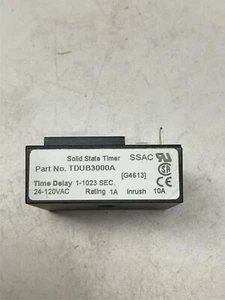 Solid State Timer SSAC
Part No. TDUB3000A
[G4613]
Time Delay 1-1023 SEC.
24-120VAC Rating 1A inrush 10A